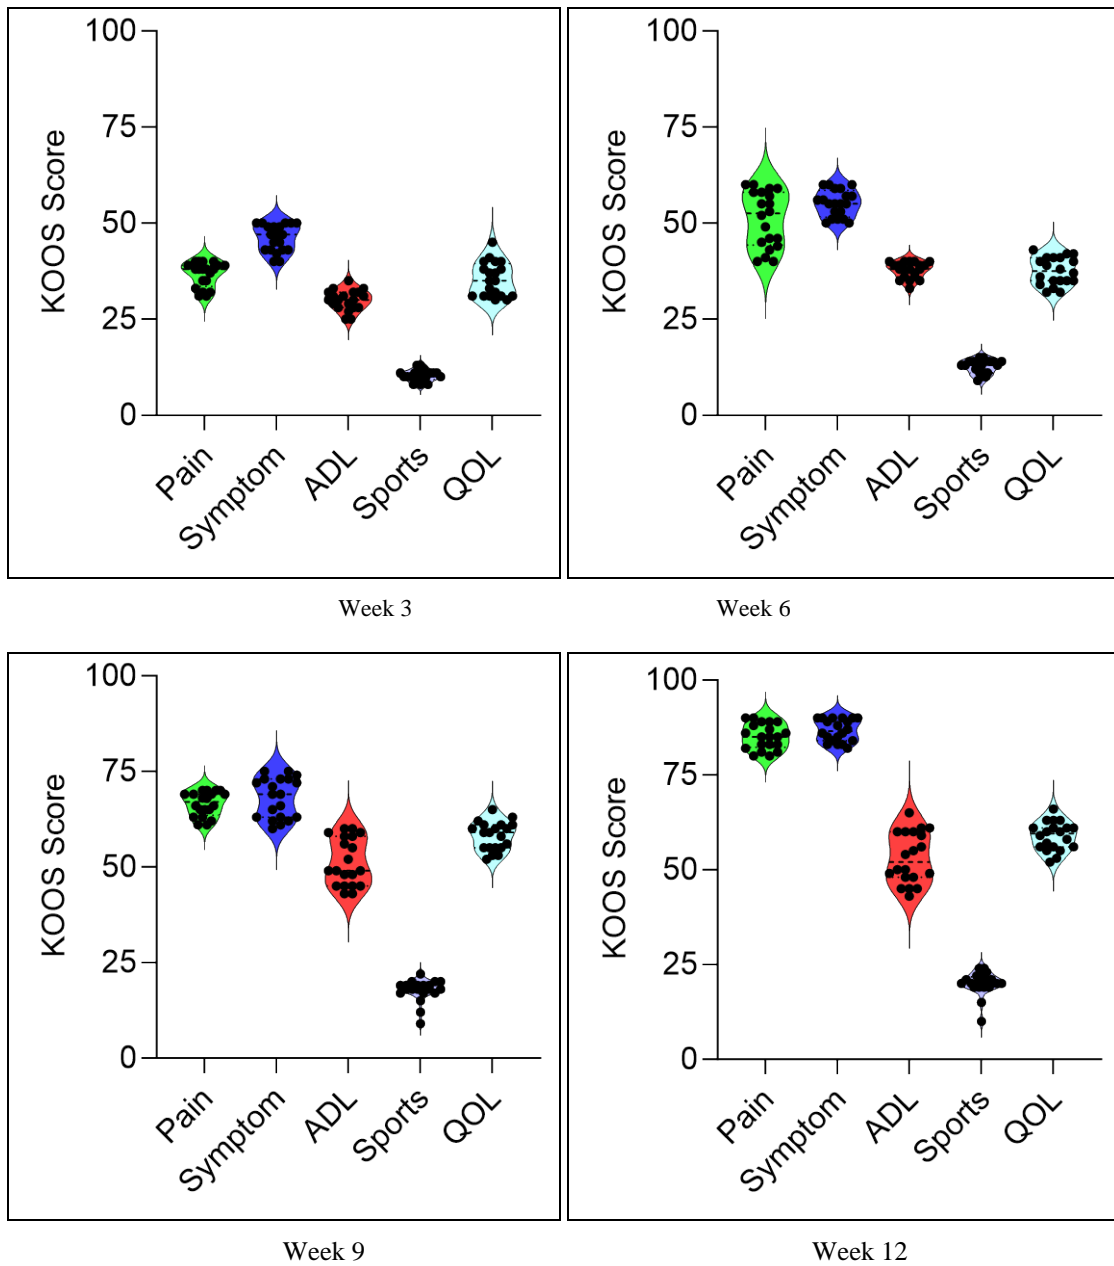 100
75
50
25
0
KOOS Score
Pain
Symptom
ADL
Sports
QOL
100
75
50
25
0
KOOS Score
Pain
Symptom
ADL
Sports
QOL
Week 3
Week 6
100
75
50
25
0
KOOS Score
Pain
Symptom
ADL
Sports
QOL
100
75
50
25
0
KOOS Score
Pain
Symptom
ADL
Sports
QOL
Week 9
Week 12